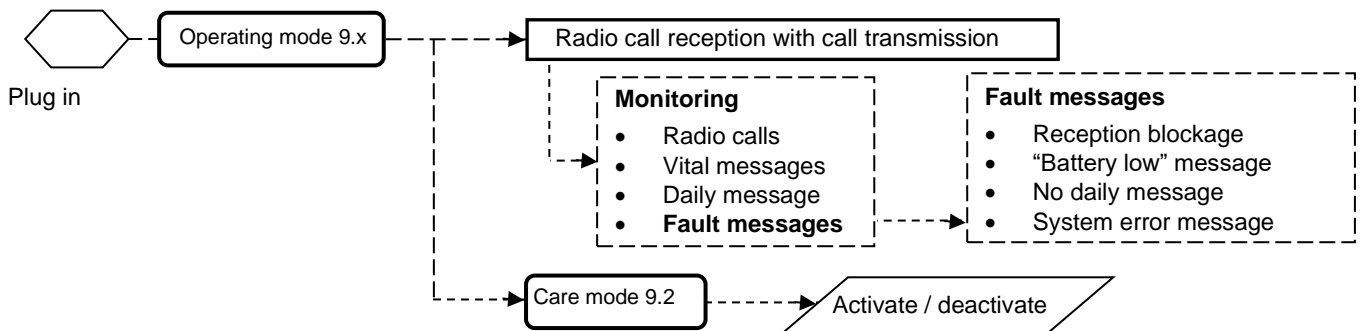 Plug in
Operating mode 9.x
Radio call reception with call transmission
Monitoring
• Radio calls
• Vital messages
• Daily message
• Fault messages
Fault messages
• Reception blockage
• “Battery low” message
• No daily message
• System error message
Care mode 9.2
Activate / deactivate